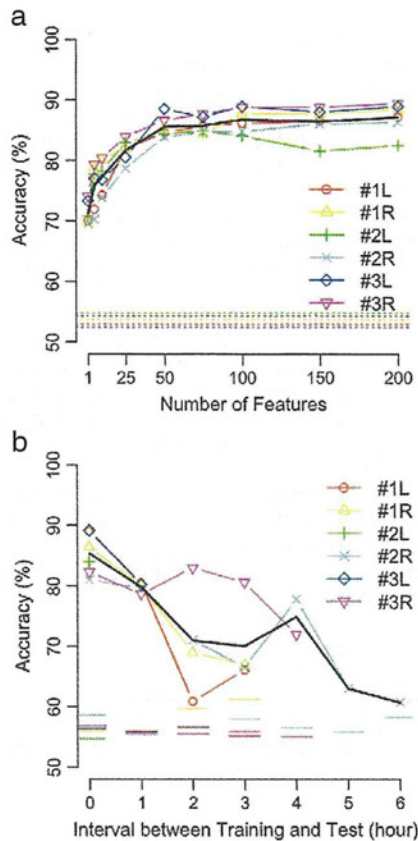 a
100
90
80
70
60
50
Accuracy (%)
#1L
#1R
#2L
#2R
#3L
#3R
1
25
50
100
150
200
Number of Features
b
100
90
80
70
60
50
Accuracy (%)
#1L
#1R
#2L
#2R
#3L
#3R
0
1
2
3
4
5
6
Interval between Training and Test (hour)